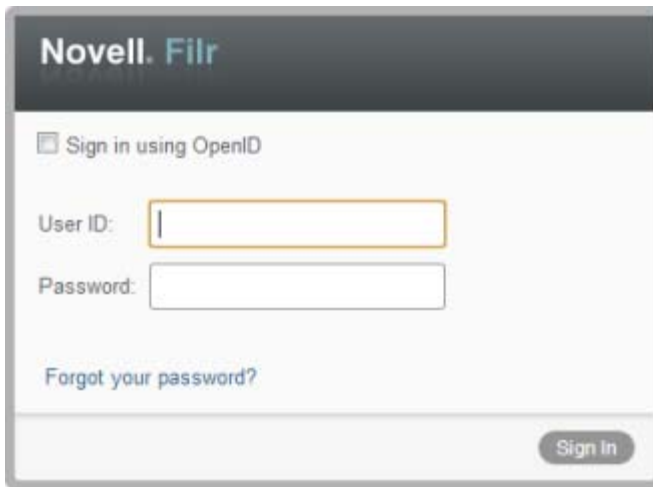 Novell. Filr
Sign in using OpenID
User ID:
Password:
Forgot your password?
Sign In